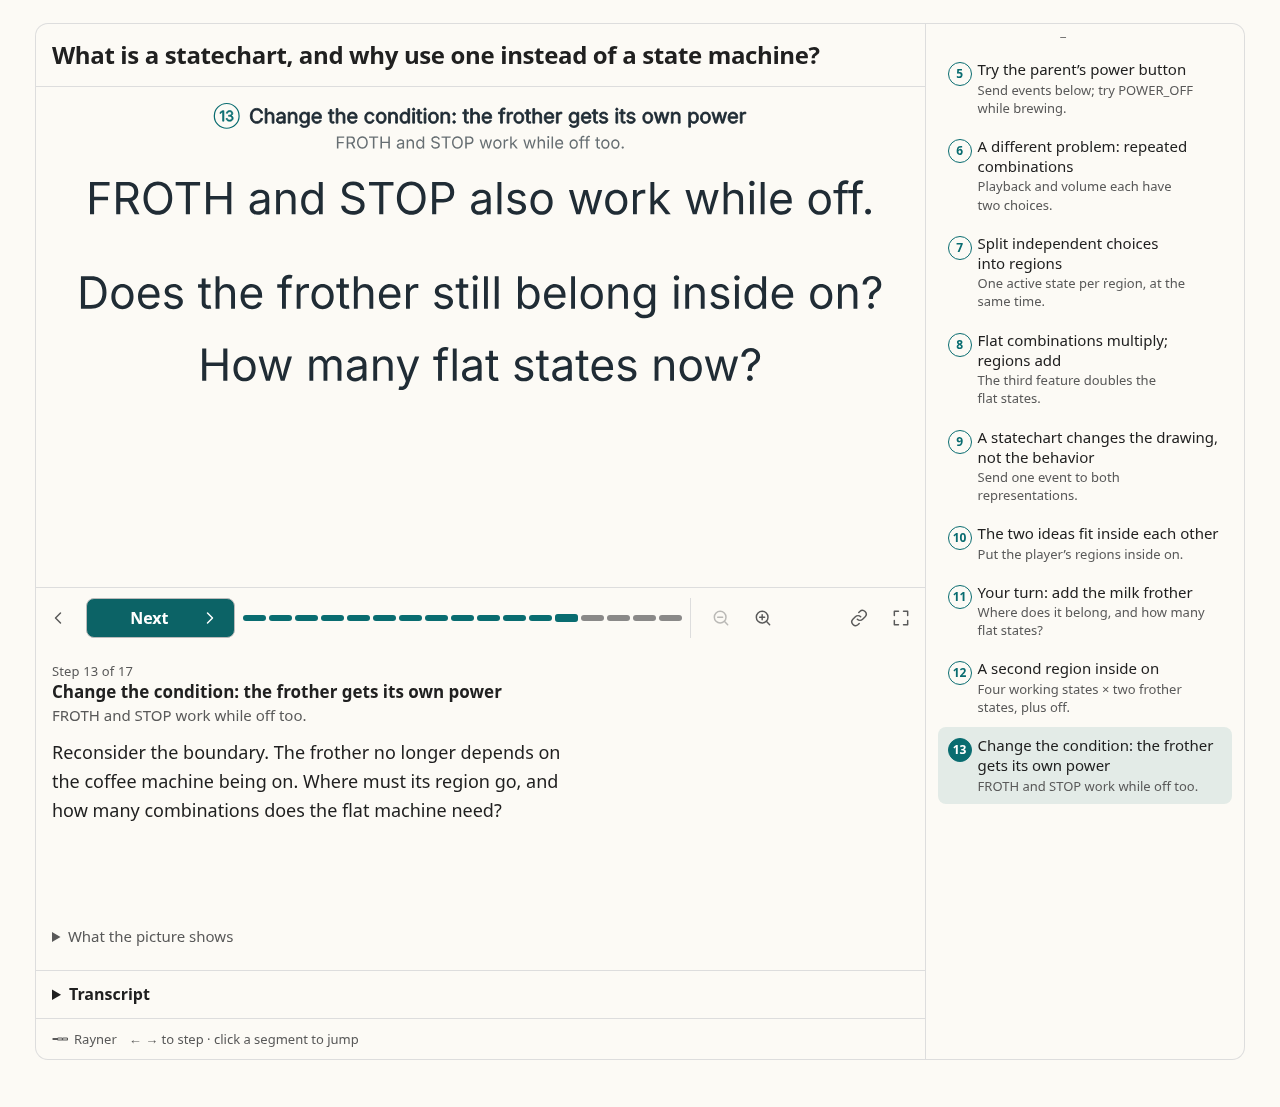 What is a statechart, and why use one instead of a state machine?
13 Change the condition: the frother gets its own power
FROTH and STOP work while off too.
FROTH and STOP also work while off.
Does the frother still belong inside on?
How many flat states now?
Next
Step 13 of 17
Change the condition: the frother gets its own power
FROTH and STOP work while off too.
Reconsider the boundary. The frother no longer depends on
the coffee machine being on. Where must its region go, and
how many combinations does the flat machine need?
▶ What the picture shows
▶ Transcript
Rayner ← → to step · click a segment to jump
5 Try the parent’s power button
Send events below; try POWER_OFF
while brewing.
6 A different problem: repeated
combinations
Playback and volume each have
two choices.
7 Split independent choices
into regions
One active state per region, at the
same time.
8 Flat combinations multiply;
regions add
The third feature doubles the
flat states.
9 A statechart changes the drawing,
not the behavior
Send one event to both
representations.
10 The two ideas fit inside each other
Put the player’s regions inside on.
11 Your turn: add the milk frother
Where does it belong, and how many
flat states?
12 A second region inside on
Four working states × two frother
states, plus off.
13 Change the condition: the frother
gets its own power
FROTH and STOP work while off too.